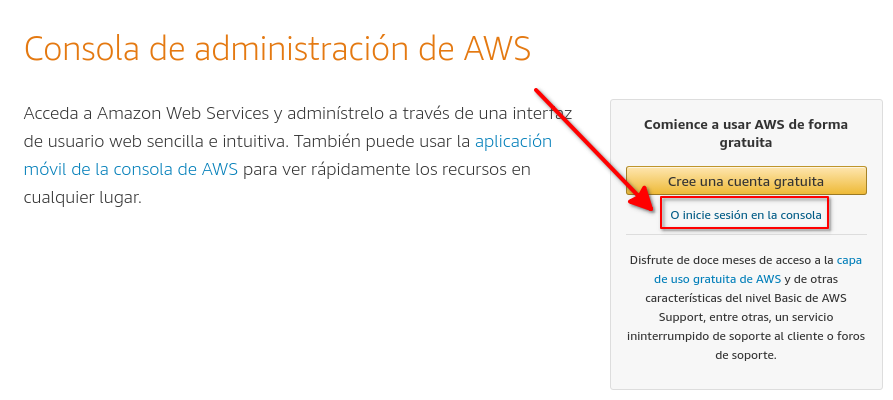 Consola de administración de AWS
Acceda a Amazon Web Services y adminístrelo a través de una interfaz
de usuario web sencilla e intuitiva. También puede usar la aplicación
móvil de la consola de AWS para ver rápidamente los recursos en
cualquier lugar.
Comience a usar AWS de forma
gratuita
Cree una cuenta gratuita
O inicie sesión en la consola
Disfrute de doce meses de acceso a la capa
de uso gratuita de AWS y de otras
características del nivel Basic de AWS
Support, entre otras, un servicio
ininterrumpido de soporte al cliente o foros
de soporte.